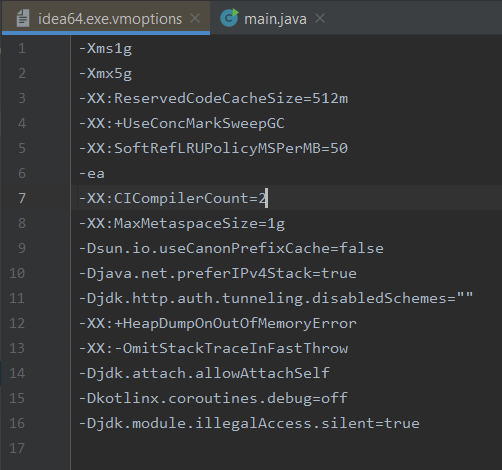 idea64.exe.vmoptions main.java
1 -Xms1g
2 -Xmx5g
3 -XX:ReservedCodeCacheSize=512m
4 -XX:+UseConcMarkSweepGC
5 -XX:SoftRefLRUPolicyMSPerMB=50
6 -ea
7 -XX:CICompilerCount=2
8 -XX:MaxMetaspaceSize=1g
9 -Dsun.io.useCanonPrefixCache=false
10 -Djava.net.preferIPv4Stack=true
11 -Djdk.http.auth.tunneling.disabledSchemes=""
12 -XX:+HeapDumpOnOutOfMemoryError
13 -XX:-OmitStackTraceInFastThrow
14 -Djdk.attach.allowAttachSelf
15 -Dkotlinx.coroutines.debug=off
16 -Djdk.module.illegalAccess.silent=true
17